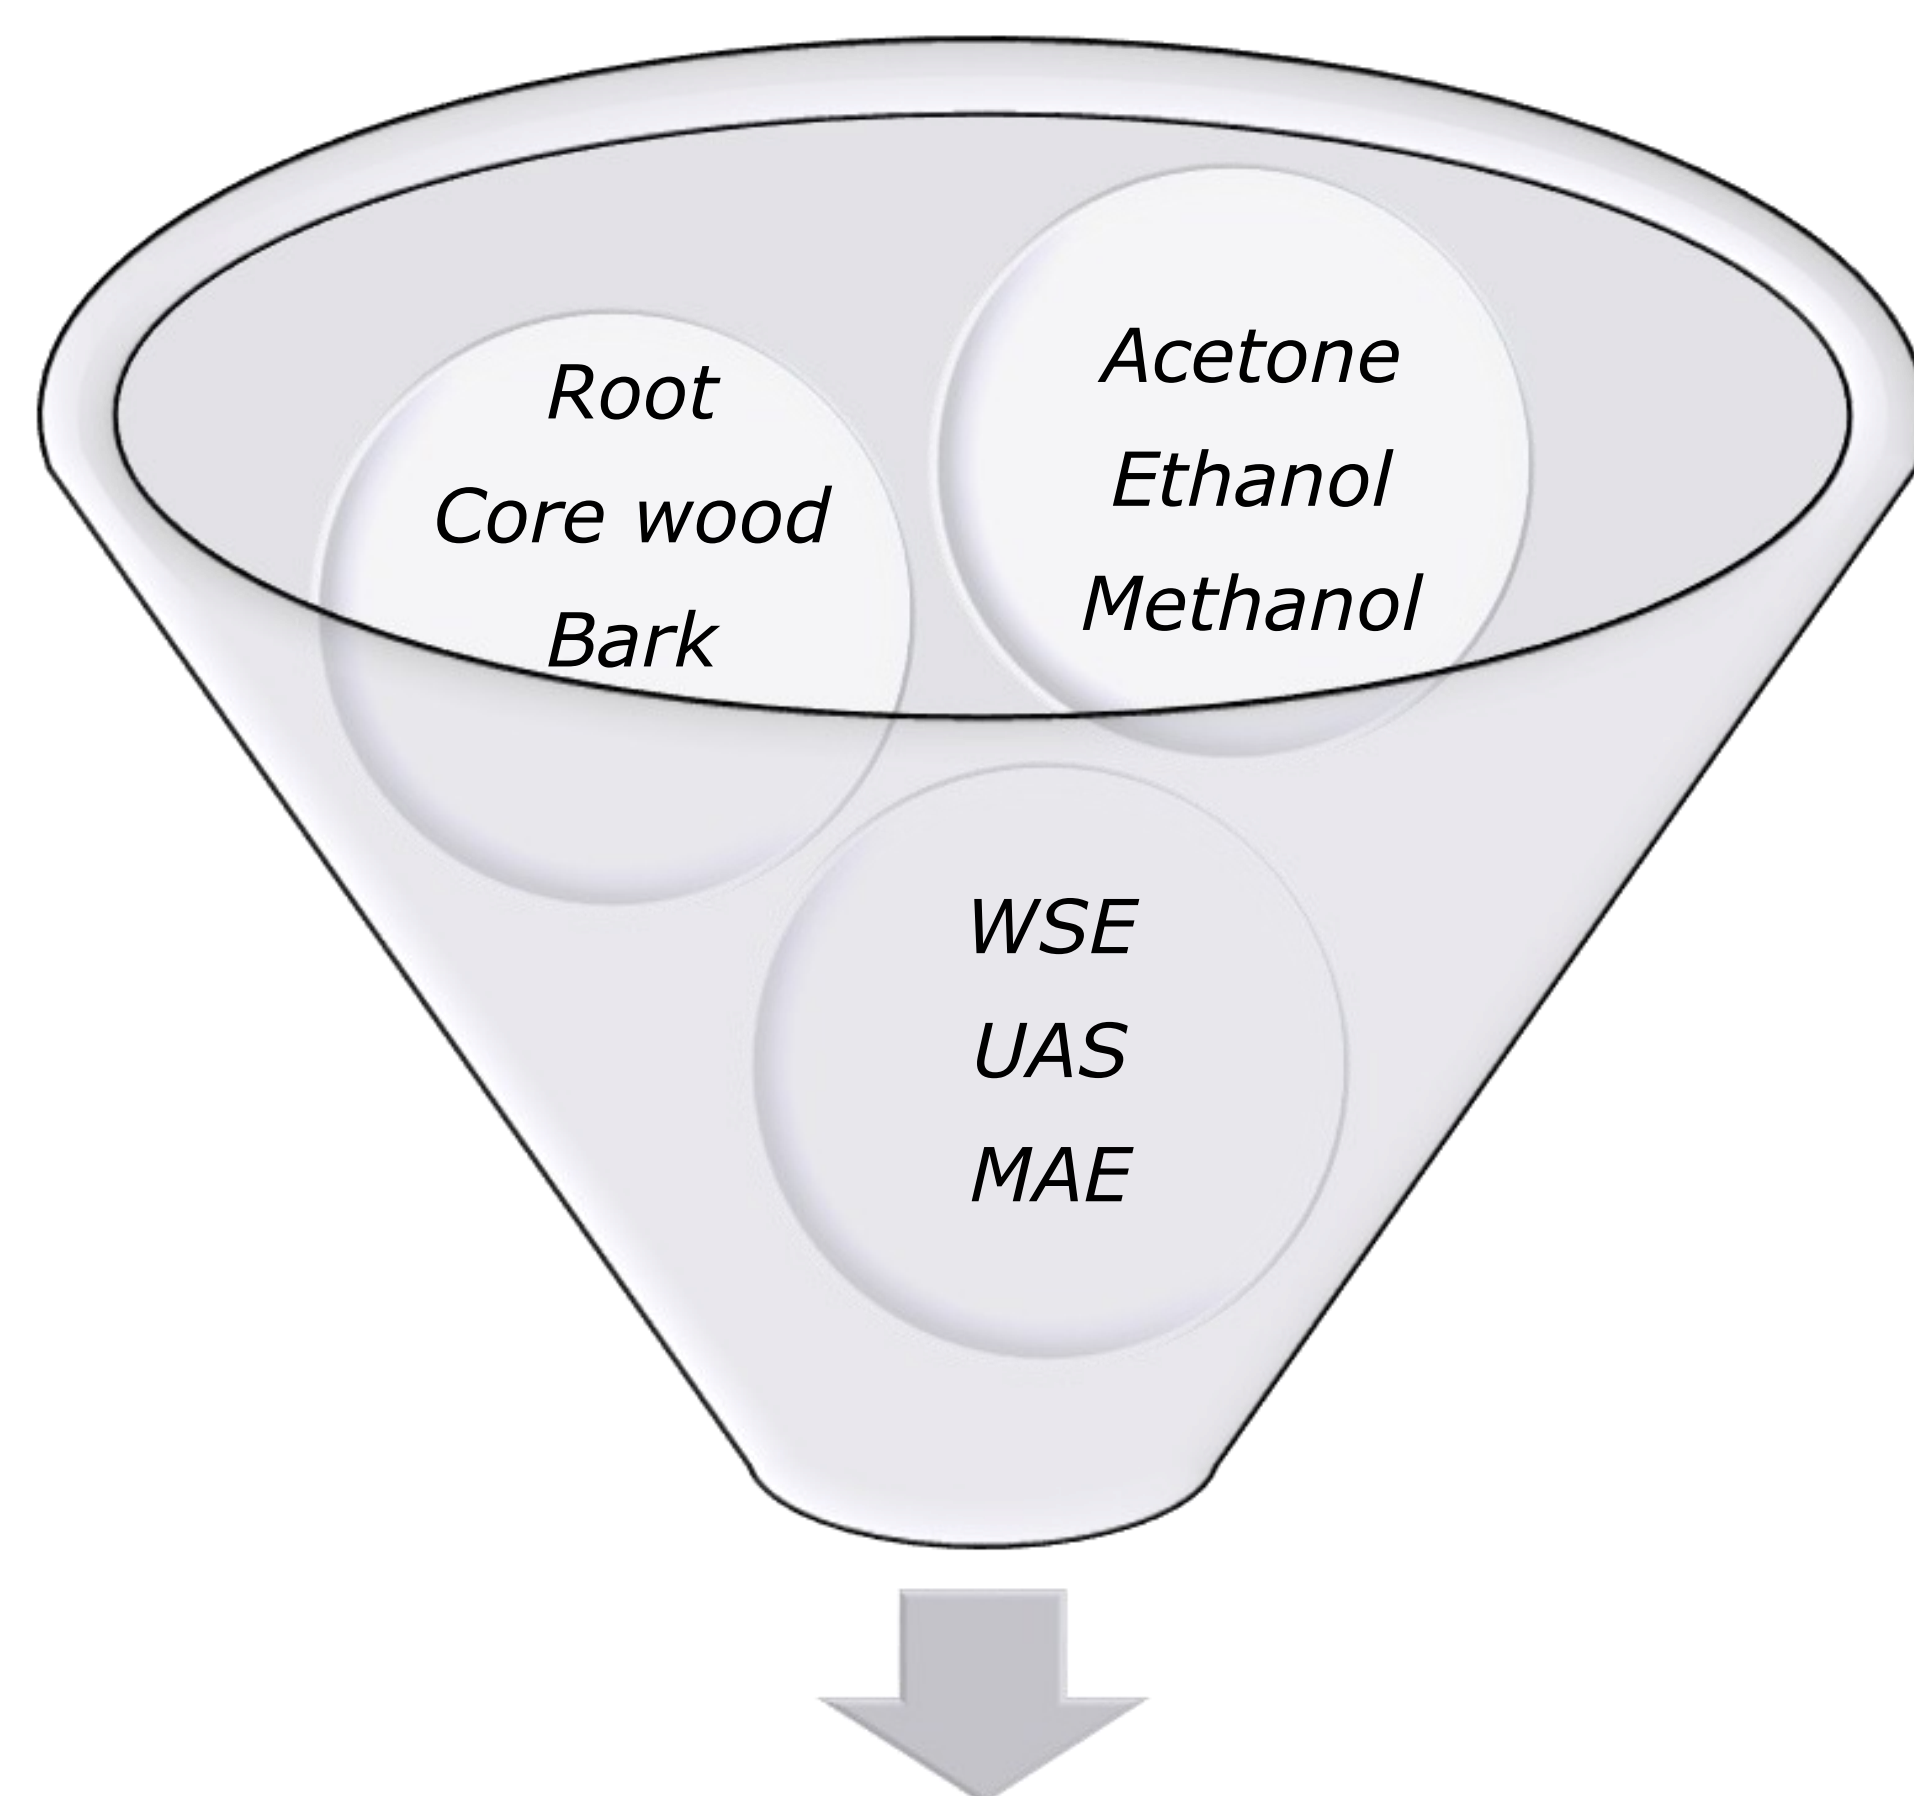 Root
Core wood
Bark
Acetone
Ethanol
Methanol
WSE
UAS
MAE